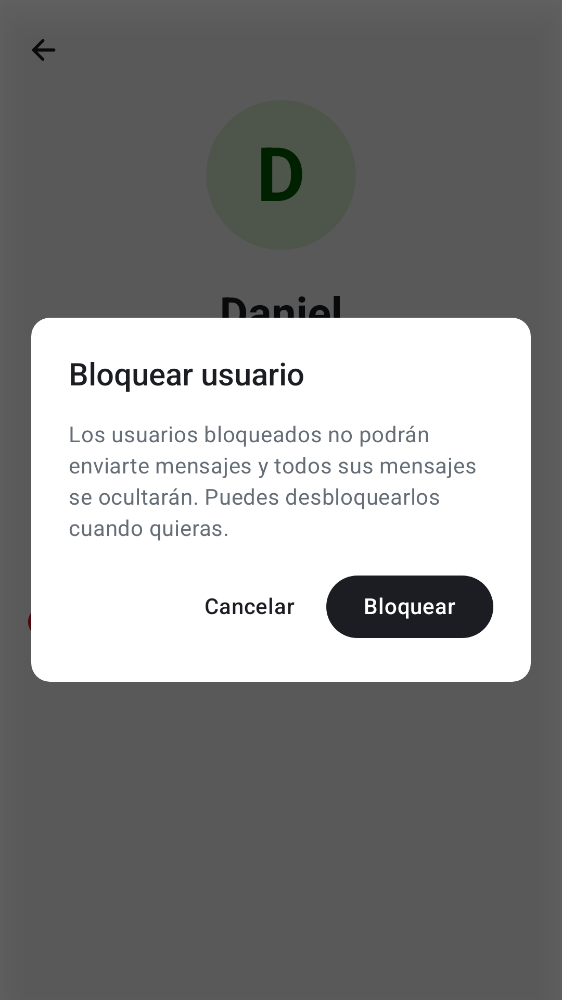 D
Daniel
Bloquear usuario
Los usuarios bloqueados no podrán
enviarte mensajes y todos sus mensajes
se ocultarán. Puedes desbloquearlos
cuando quieras.
Cancelar
Bloquear